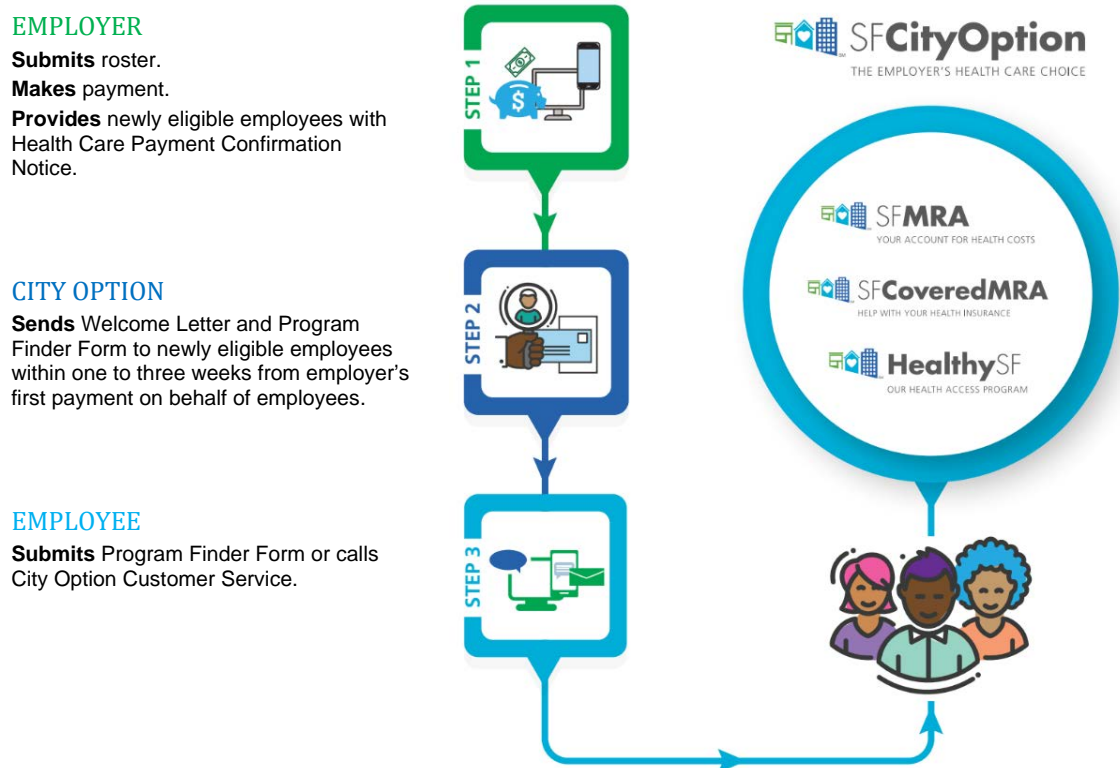 EMPLOYER
Submits roster.
Makes payment.
Provides newly eligible employees with
Health Care Payment Confirmation
Notice.
STEP 1
$
CITY OPTION
Sends Welcome Letter and Program
Finder Form to newly eligible employees
within one to three weeks from employer's
first payment on behalf of employees.
STEP 2
EMPLOYEE
Submits Program Finder Form or calls
City Option Customer Service.
STEP 3
SFCityOption
THE EMPLOYER'S HEALTH CARE CHOICE
SFMRA
YOUR ACCOUNT FOR HEALTH COSTS
SFCoveredMRA
HELP WITH YOUR HEALTH INSURANCE
HealthySF
OUR HEALTH ACCESS PROGRAM